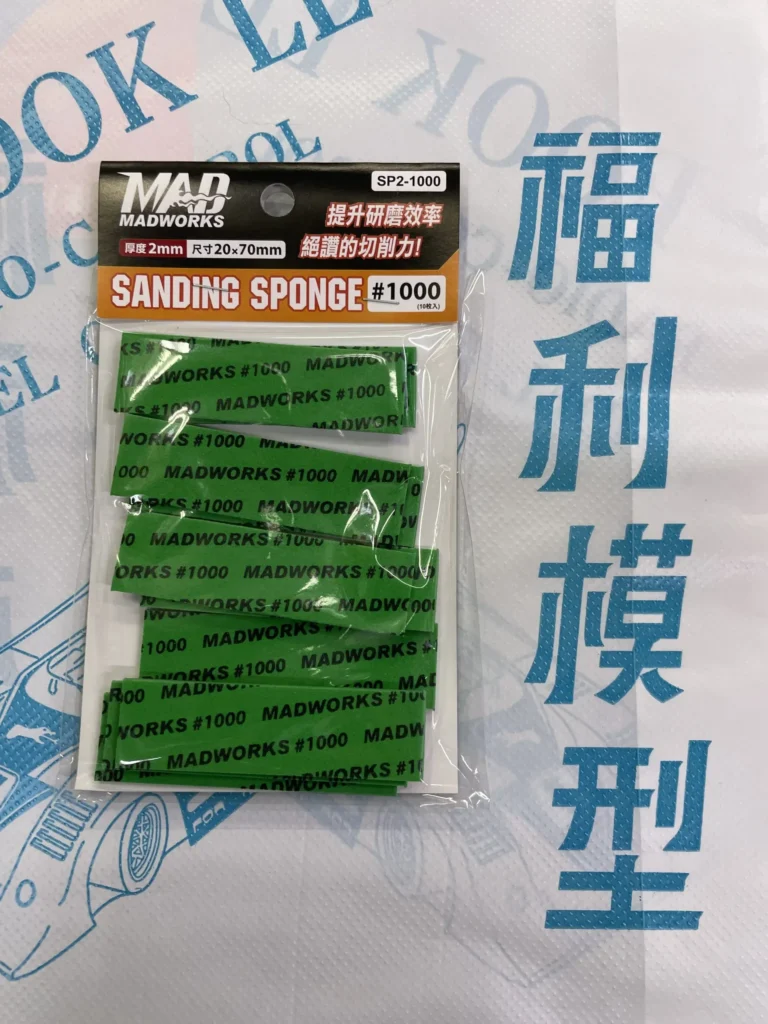 OOK LE
MAD
MADWORKS
SP2-1000
提升研磨效率
絕讚的切削力!
厚度2mm
尺寸20×70mm
SANDING SPONGE
#1000
(10枚入)
MADWORKS #1000
MADWORKS #1000
MADWORKS #1000
MADWORKS #1000
MADWORKS #1000
MADWORKS #1000
MADWORKS #1000
福利模型